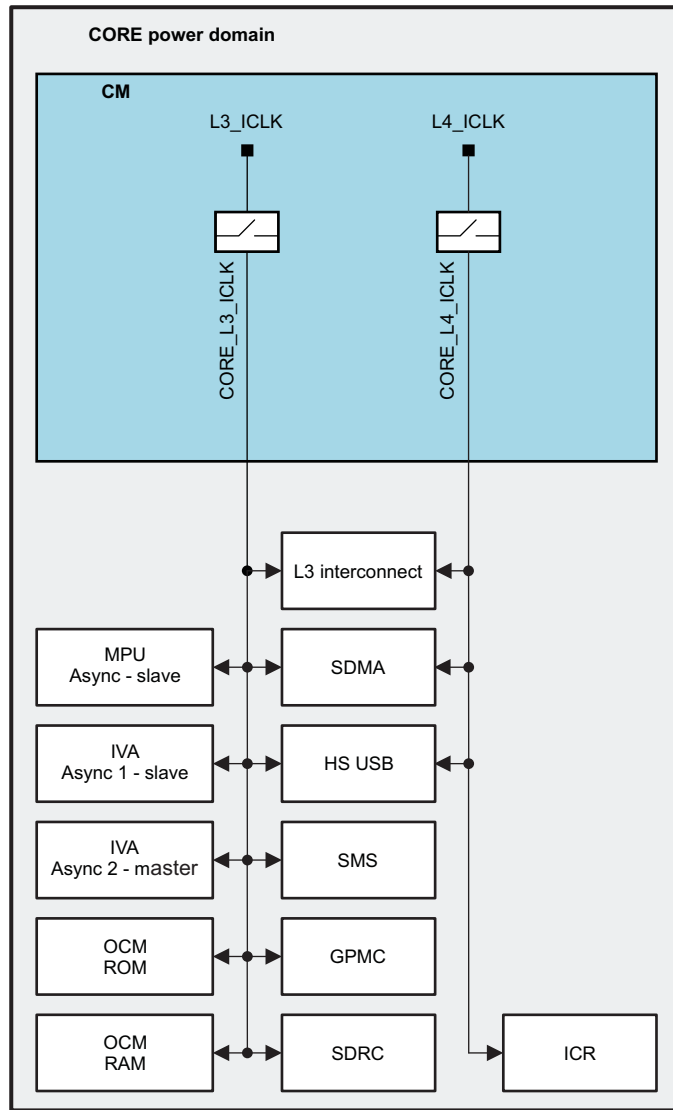 CORE power domain
CM
L3_ICLK
L4_ICLK
CORE_L3_ICLK
CORE_L4_ICLK
L3 interconnect
MPU
Async - slave
SDMA
IVA
Async 1 - slave
HS USB
IVA
Async 2 - master
SMS
OCM
ROM
GPMC
OCM
RAM
SDRC
ICR